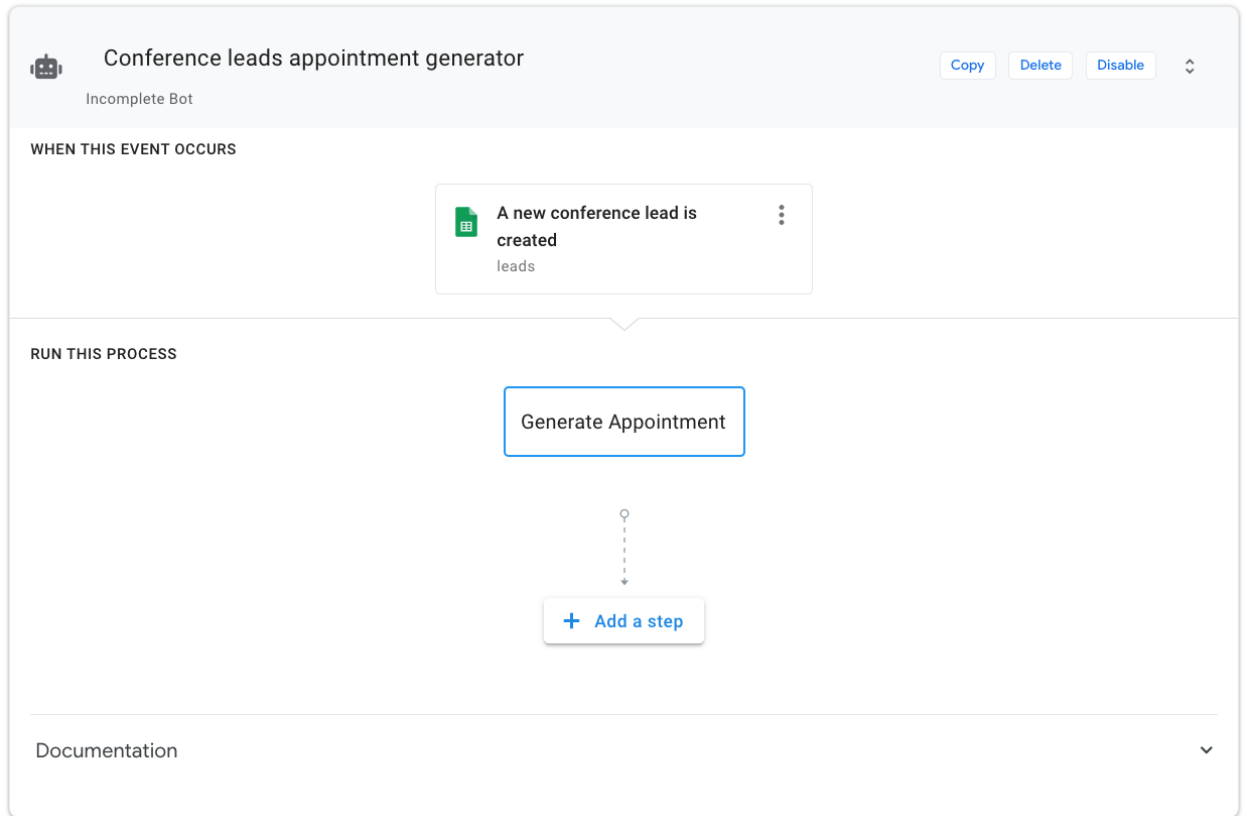 Conference leads appointment generator
Copy
Delete
Disable
Incomplete Bot
WHEN THIS EVENT OCCURS
A new conference lead is
created
leads
RUN THIS PROCESS
Generate Appointment
Add a step
Documentation